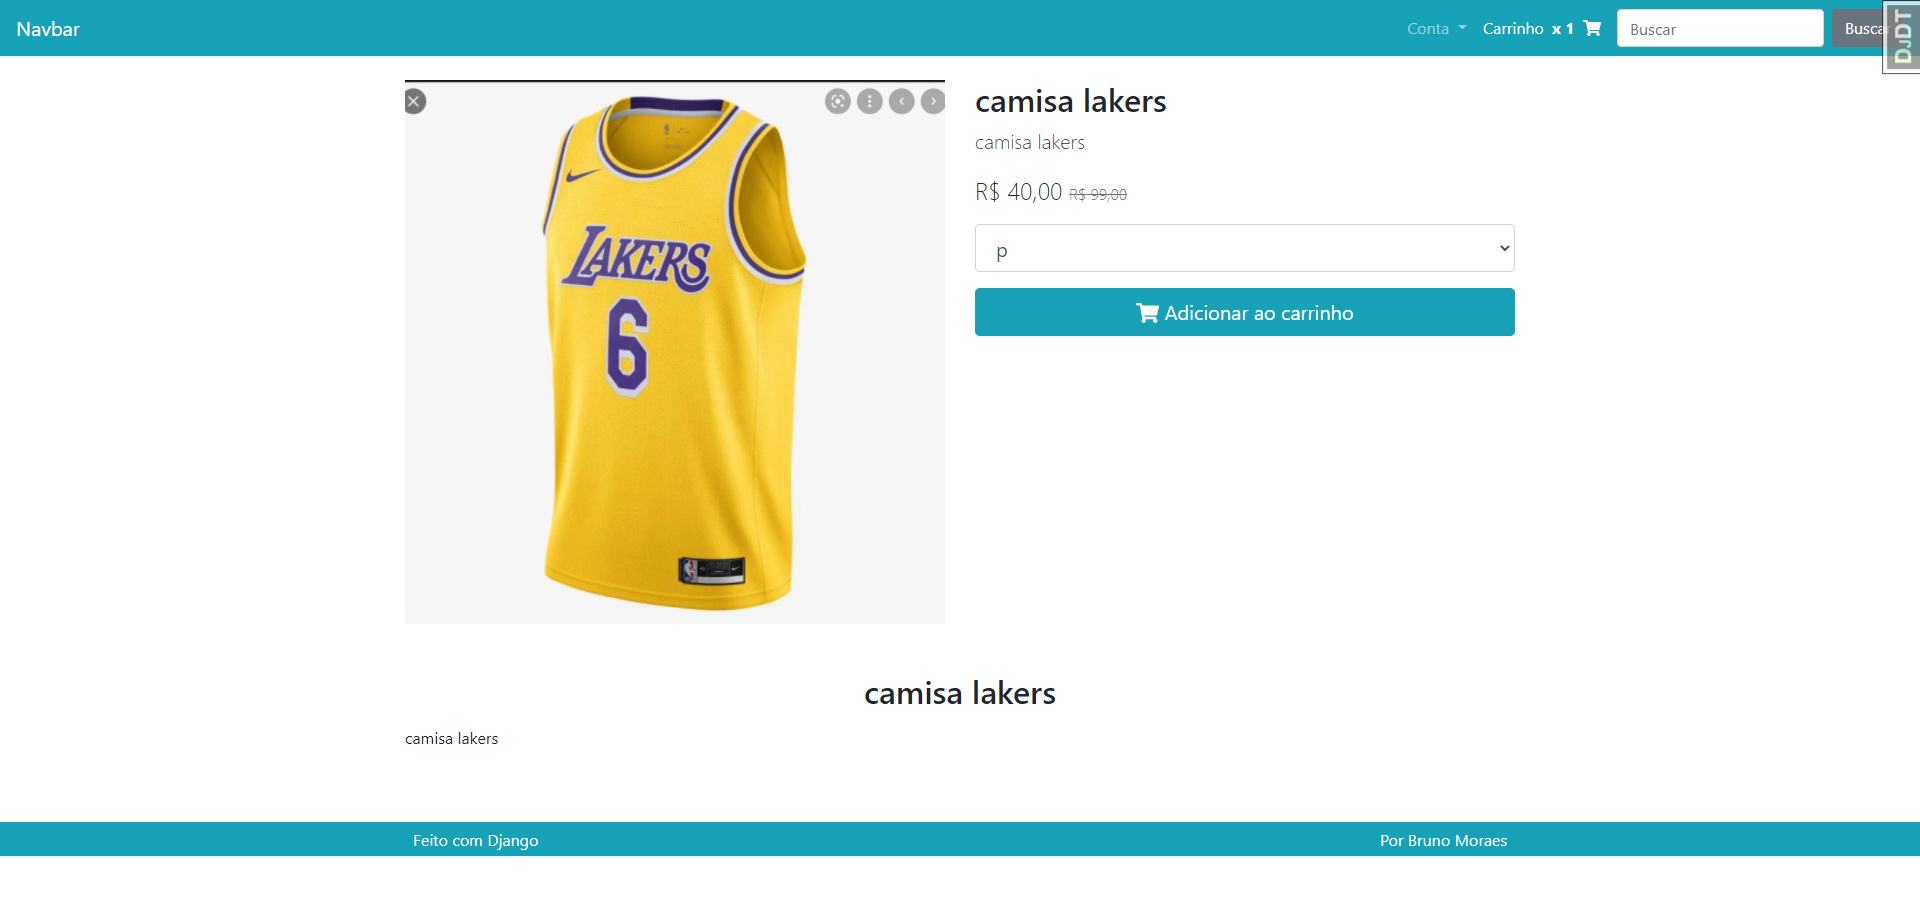 Navbar
Conta
Carrinho x 1
Buscar
Busca
DJDT
camisa lakers
camisa lakers
R$ 40,00 R$ 99,00
p
Adicionar ao carrinho
LAKERS
6
camisa lakers
camisa lakers
Feito com Django
Por Bruno Moraes